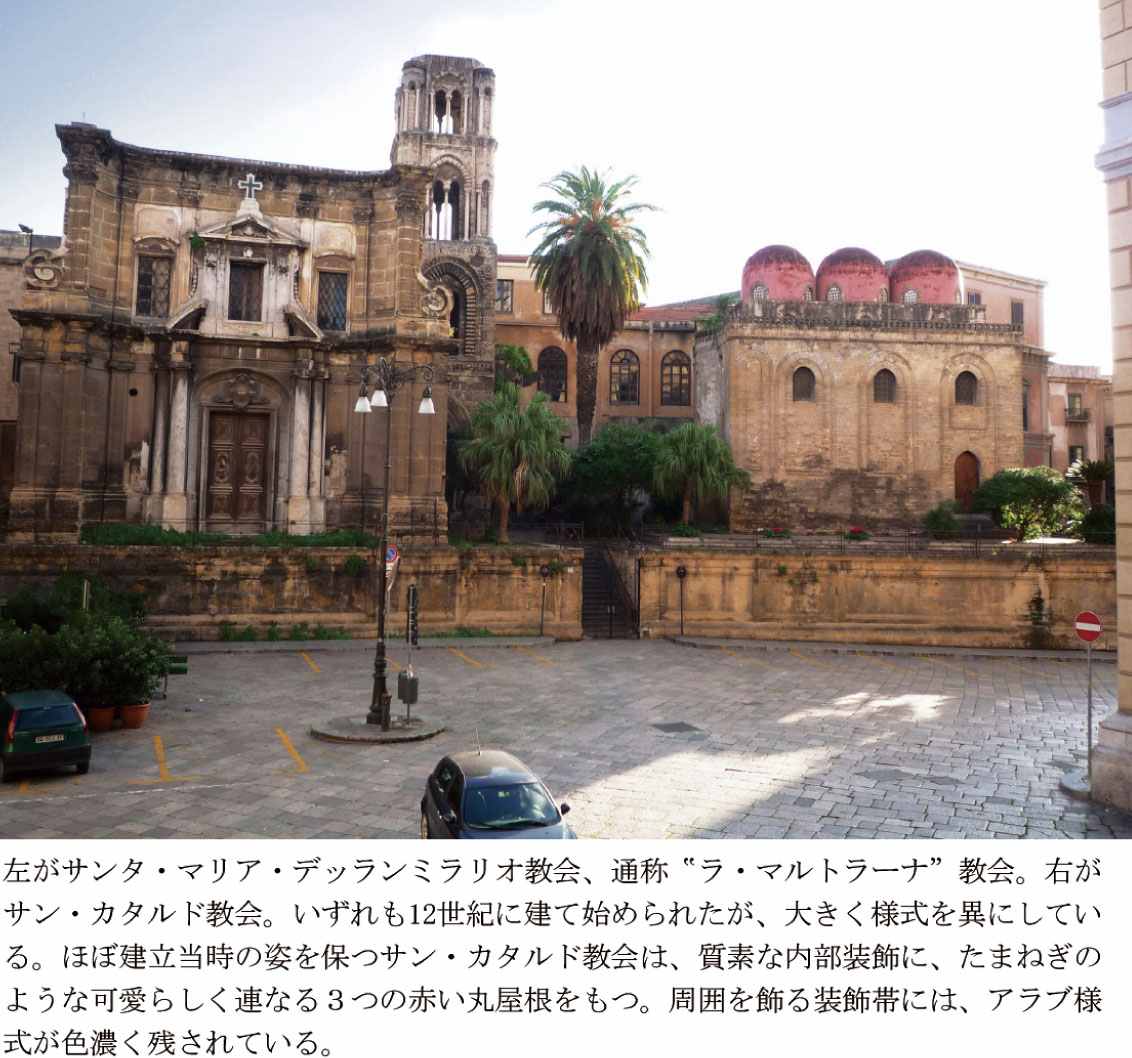 左がサンタ・マリア・デッランミラリオ教会、通称〝ラ・マルトラーナ”教会。右が
サン・カタルド教会。いずれも12世紀に建て始められたが、大きく様式を異にしてい
る。ほぼ建立当時の姿を保つサン・カタルド教会は、質素な内部装飾に、たまねぎの
ような可愛らしく連なる３つの赤い丸屋根をもつ。周囲を飾る装飾帯には、アラブ様
式が色濃く残されている。